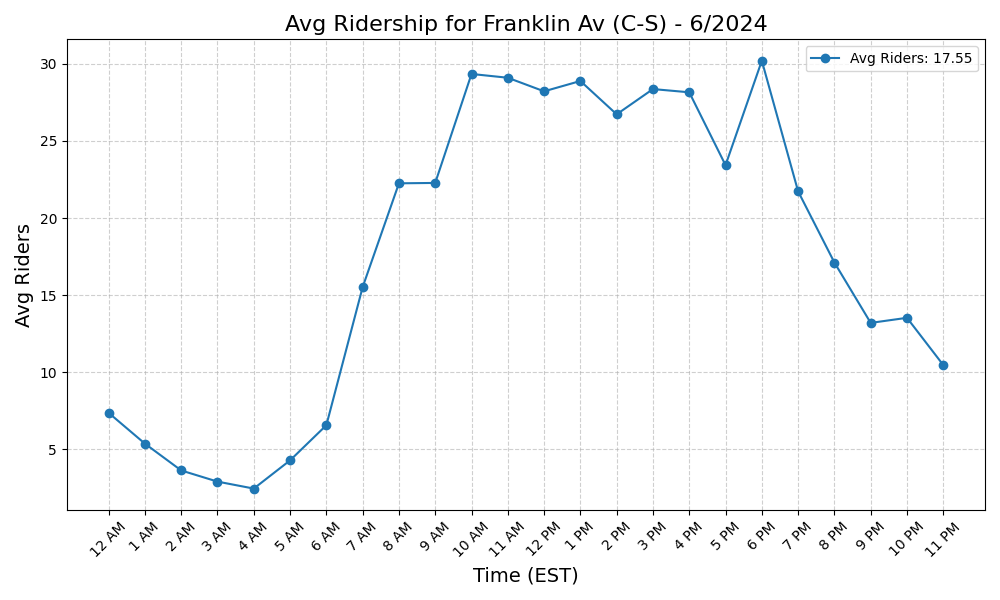 Avg Ridership for Franklin Av (C-S) - 6/2024
Avg Riders: 17.55
30
25
20
15
10
5
Avg Riders
12 AM
1 AM
2 AM
3 AM
4 AM
5 AM
6 AM
7 AM
8 AM
9 AM
10 AM
11 AM
12 PM
1 PM
2 PM
3 PM
4 PM
5 PM
6 PM
7 PM
8 PM
9 PM
10 PM
11 PM
Time (EST)